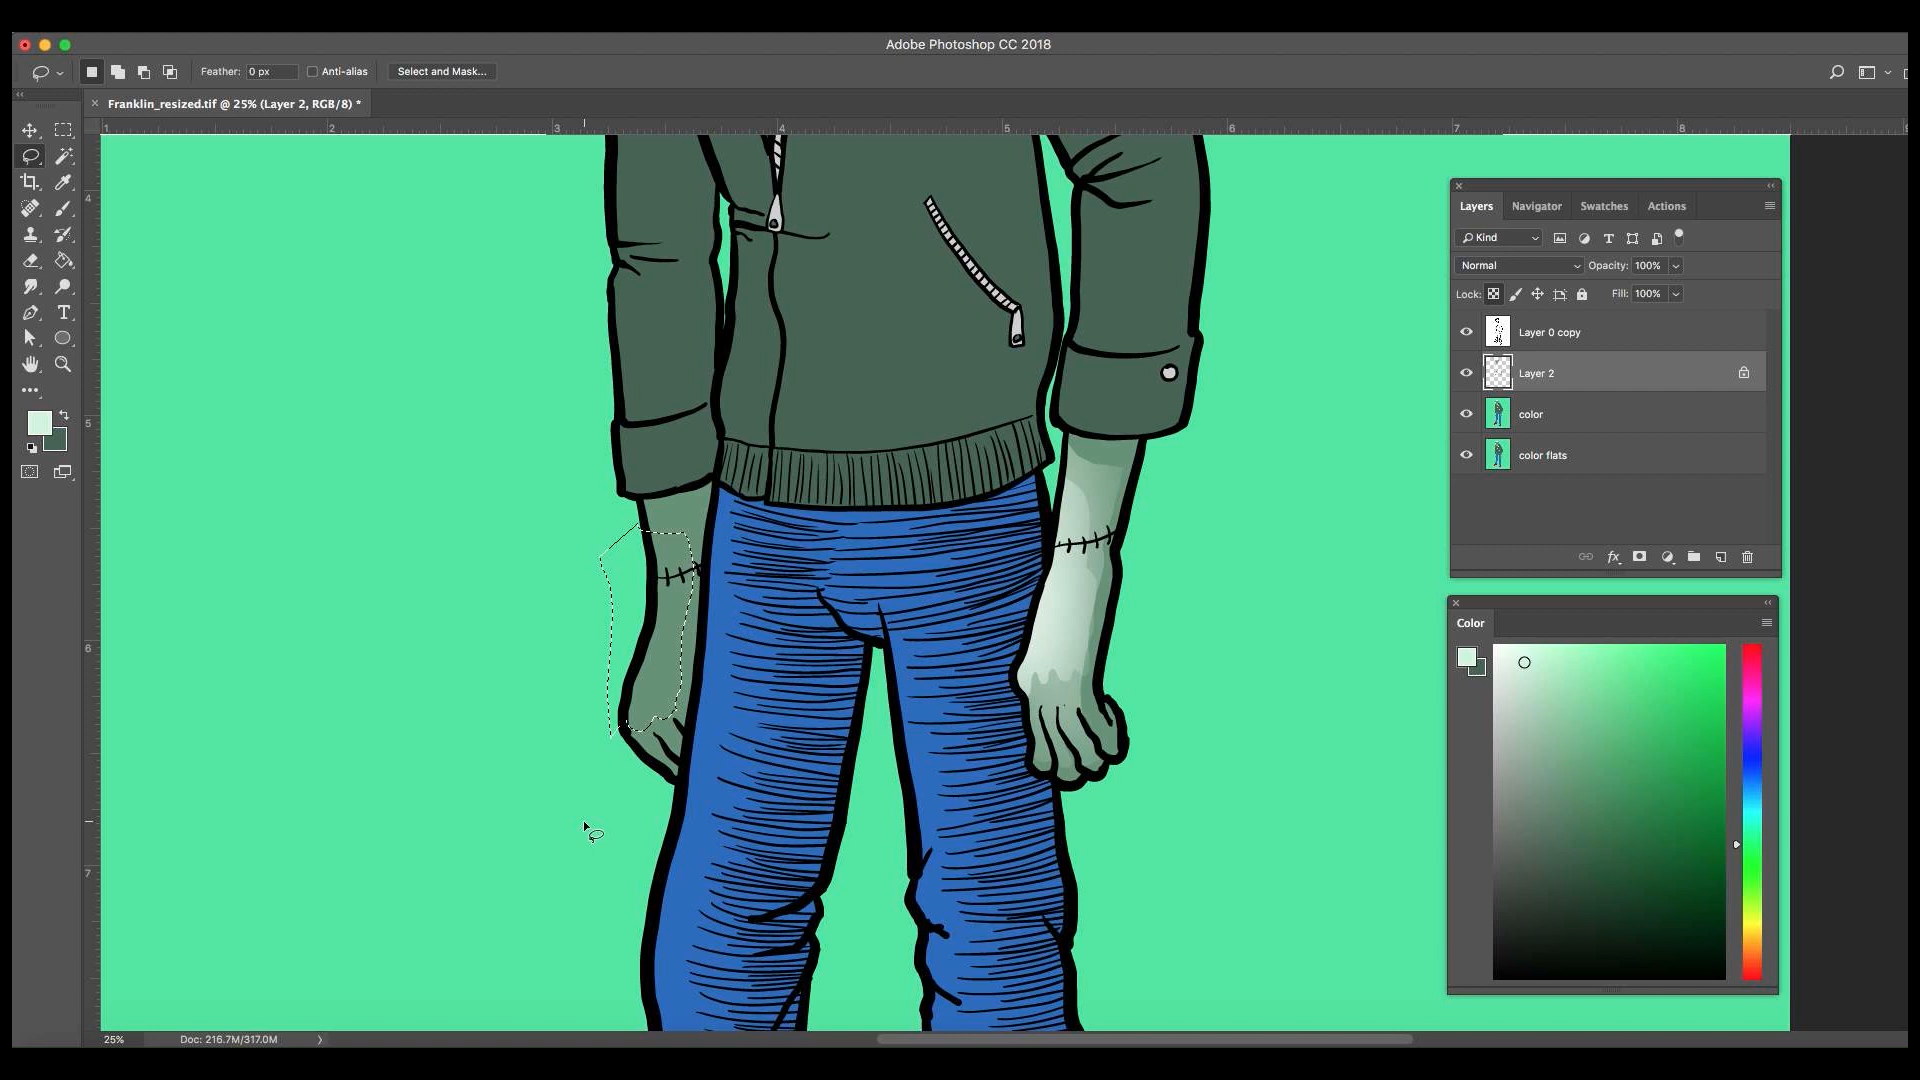 Adobe Photoshop CC 2018
Feather: 0 px Anti-alias Select and Mask...
Franklin_resized.tif @ 25% (Layer 2, RGB/8) *
1 2 3 4 5 6 7 8
4
5
6
7
Layers Navigator Swatches Actions
Kind
Normal Opacity: 100%
Lock: Fill: 100%
Layer 0 copy
Layer 2
color
color flats
fx
Color
25% Doc: 216.7M/317.0M